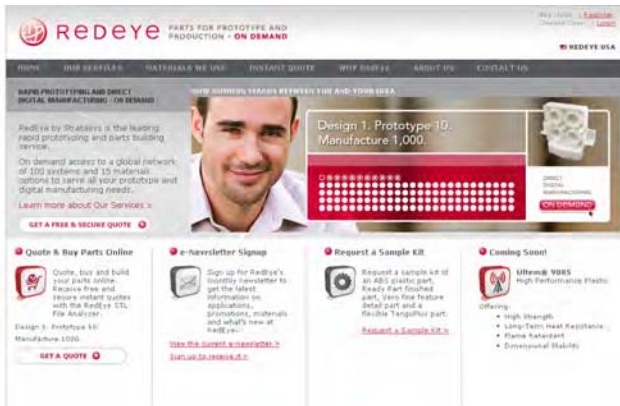 REDEYE
PARTS FOR PROTOTYPE AND
PRODUCTION - ON DEMAND
REDEYE USA
HOME OUR SERVICES MATERIALS WE USE INSTANT QUOTE WHY REDEYE ABOUT US CONTACT US
RAPID PROTOTYPING AND DIRECT
DIGITAL MANUFACTURING - ON DEMAND
NOW NOTHING STANDS BETWEEN YOU AND YOUR IDEA
RedEye by Stratasys is the leading
rapid prototyping and parts building
service.
On demand access to a global network
of 100 systems and 15 materials
options to serve all your prototype and
digital manufacturing needs.
Learn more about Our Services >
GET A FREE & SECURE QUOTE
Design 1. Prototype 10.
Manufacture 1,000.
DIRECT
DIGITAL
MANUFACTURING
ON DEMAND
Quote & Buy Parts Online
Quote, buy and build
your parts online.
Receive free and
secure instant quotes
with the RedEye STL
File Analyzer.
Design 1. Prototype 10.
Manufacture 1000.
GET A QUOTE
e-Newsletter Signup
Sign up for RedEye's
monthly newsletter to
get the latest
information on
applications,
promotions, materials
and what's new at
RedEye.
View the current e-newsletter >
Sign up to receive it >
Request a Sample Kit
Request a sample kit of
an ABS plastic part,
Ready Part finished
part, Vero fine feature
detail part and a
flexible TangoPlus part.
Request a Sample Kit >
Coming Soon!
Ultem® 9085
High Performance Plastic
Offering:
• High Strength
• Long-Term Heat Resistance
• Flame Retardent
• Dimensional Stability